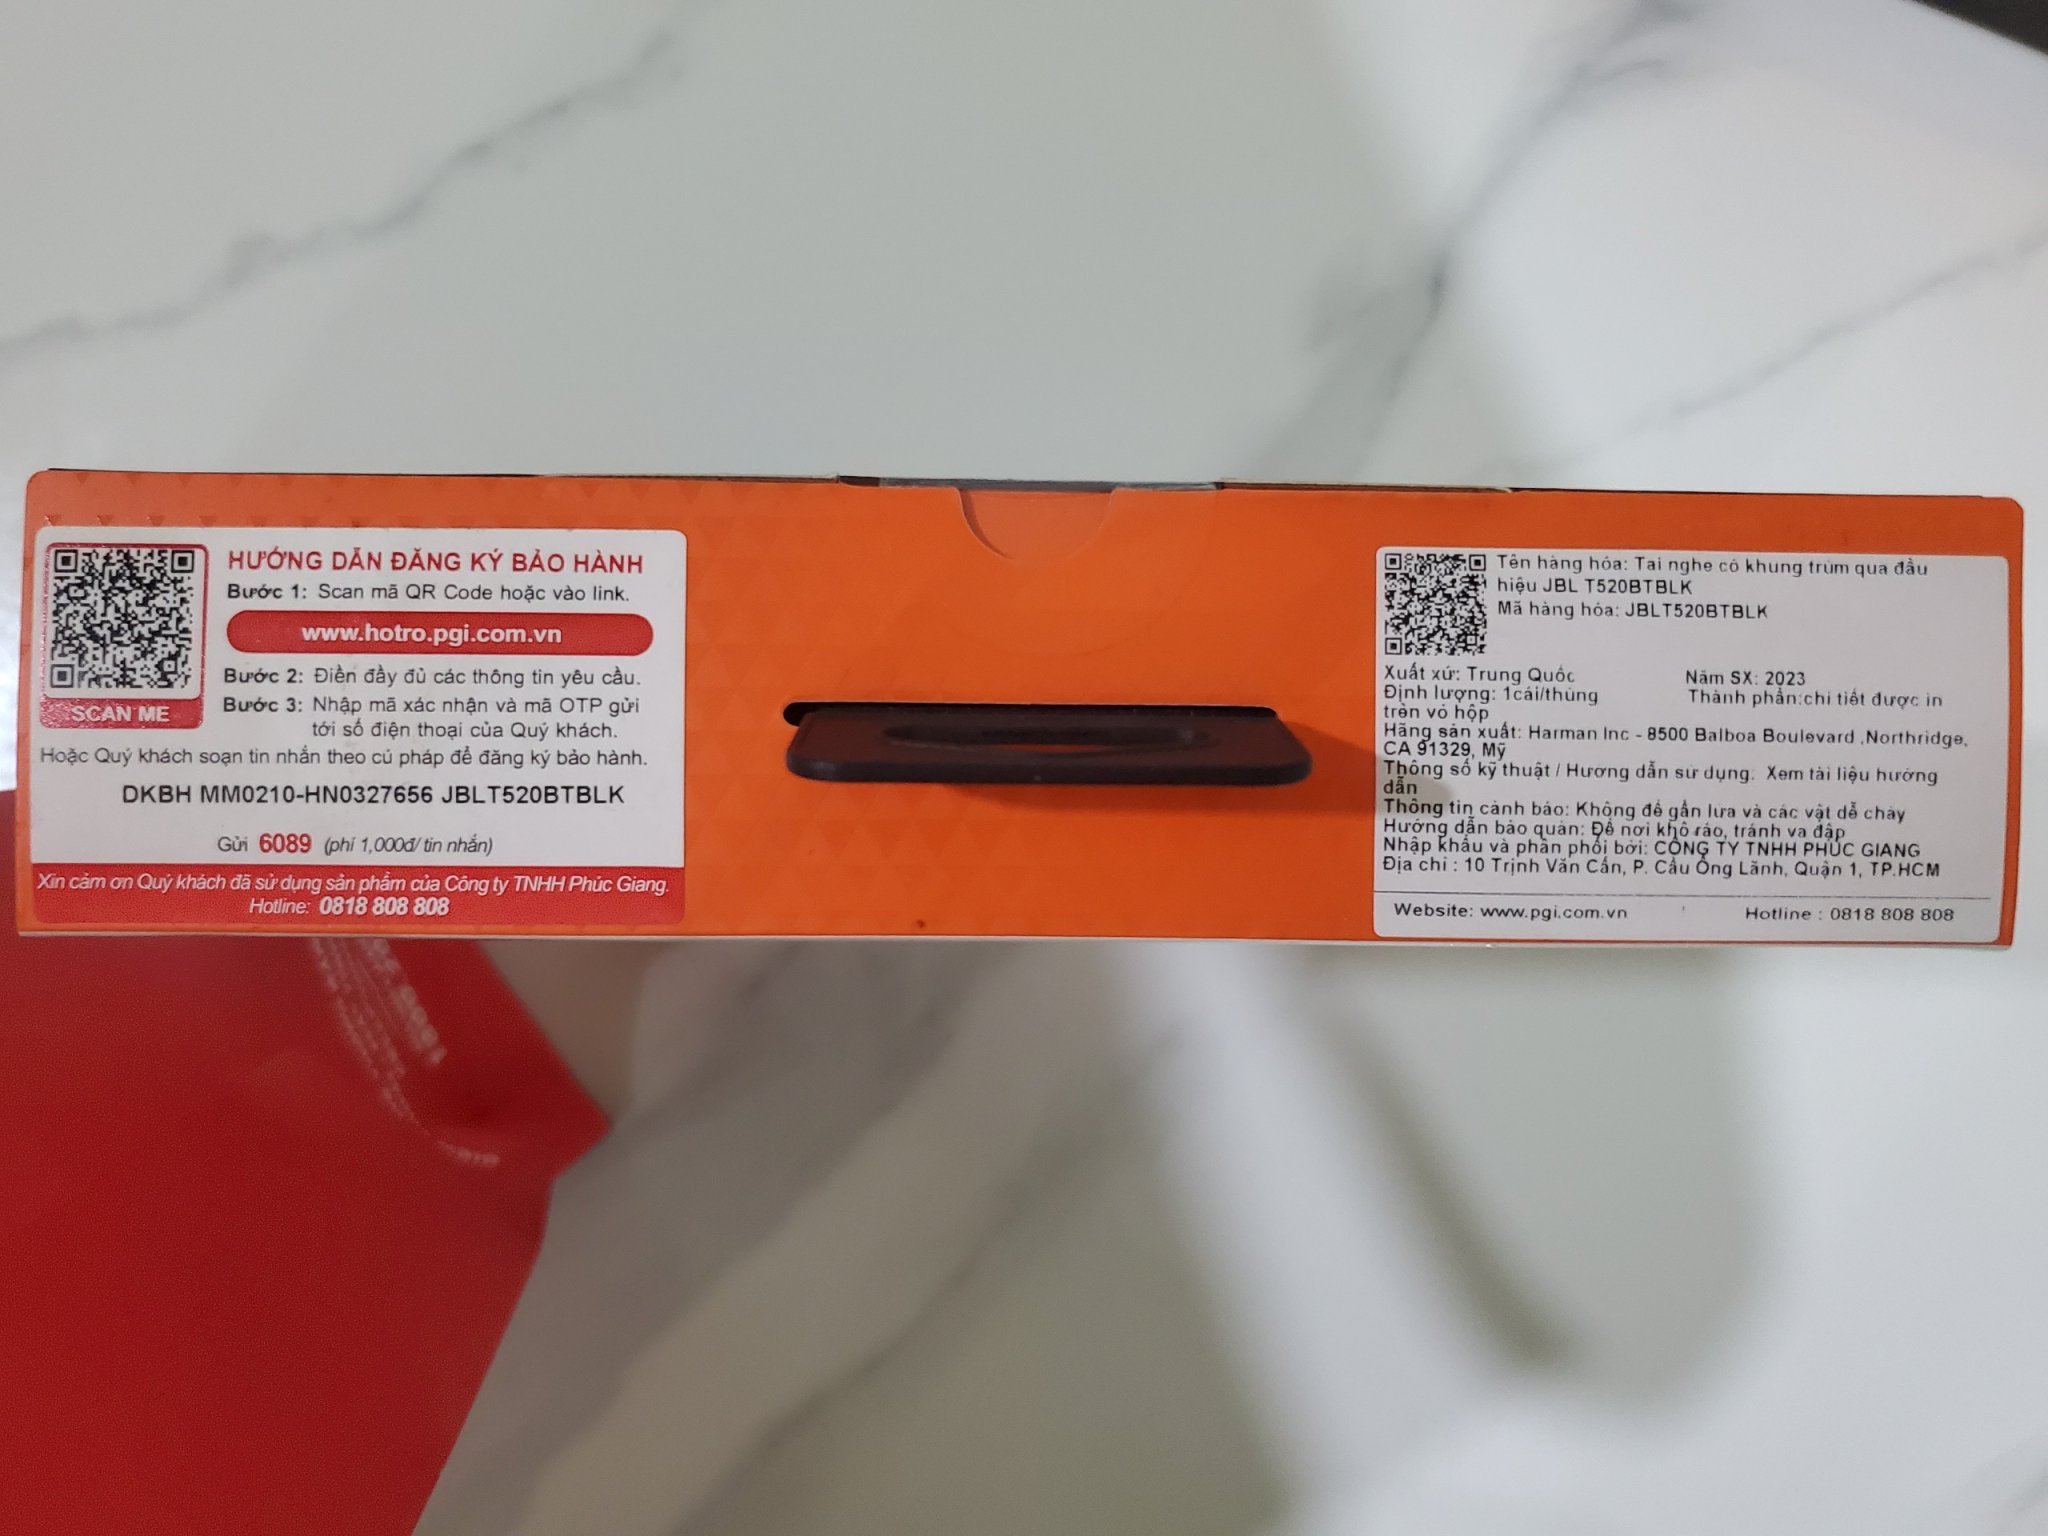 HƯỚNG DẪN ĐĂNG KÝ BẢO HÀNH
Bước 1: Scan mã QR Code hoặc vào link.
www.hotro.pgi.com.vn
Bước 2: Điền đầy đủ các thông tin yêu cầu.
Bước 3: Nhập mã xác nhận và mã OTP gửi
tới số điện thoại của Quý khách.
SCAN ME
Hoặc Quý khách soạn tin nhắn theo cú pháp để đăng ký bảo hành.
DKBH MM0210-HN0327656 JBLT520BTBLK
Gửi 6089 (phí 1,000đ/ tin nhắn)
Xin cảm ơn Quý khách đã sử dụng sản phẩm của Công ty TNHH Phúc Giang.
Hotline: 0818 808 808
Tên hàng hóa: Tai nghe có khung trùm qua đầu
hiệu JBL T520BTBLK
Mã hàng hóa: JBLT520BTBLK
Xuất xứ: Trung Quốc Năm SX: 2023
Định lượng: 1cái/thùng Thành phần:chi tiết được in
trên vỏ hộp
Hãng sản xuất: Harman Inc - 8500 Balboa Boulevard ,Northridge,
CA 91329, Mỹ
Thông số kỹ thuật / Hướng dẫn sử dụng: Xem tài liệu hướng
dẫn
Thông tin cảnh báo: Không để gần lửa và các vật dễ cháy
Hướng dẫn bảo quản: Để nơi khô ráo, tránh va đập
Nhập khẩu và phân phối bởi: CÔNG TY TNHH PHÚC GIANG
Địa chỉ : 10 Trịnh Văn Cấn, P. Cầu Ông Lãnh, Quận 1, TP.HCM
Website: www.pgi.com.vn Hotline : 0818 808 808